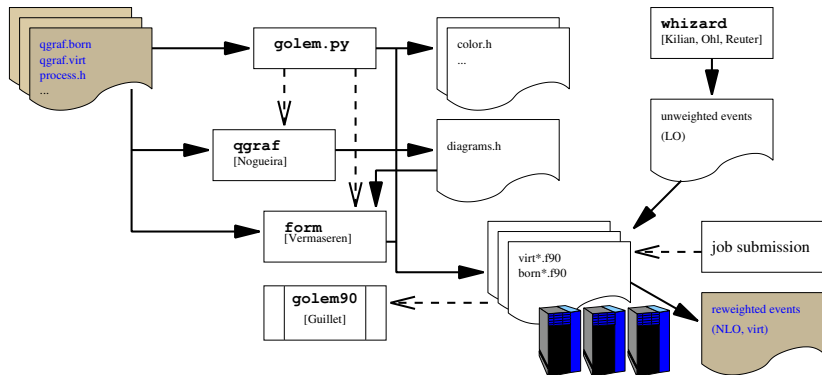 qgraf.born
qgraf.virt
process.h
...
golem.py
color.h
...
whizard
[Kilian, Ohl, Reuter]
qgraf
[Nogueira]
diagrams.h
unweighted events
(LO)
form
[Vermaseren]
virt*.f90
born*.f90
job submission
golem90
[Guillet]
reweighted events
(NLO, virt)